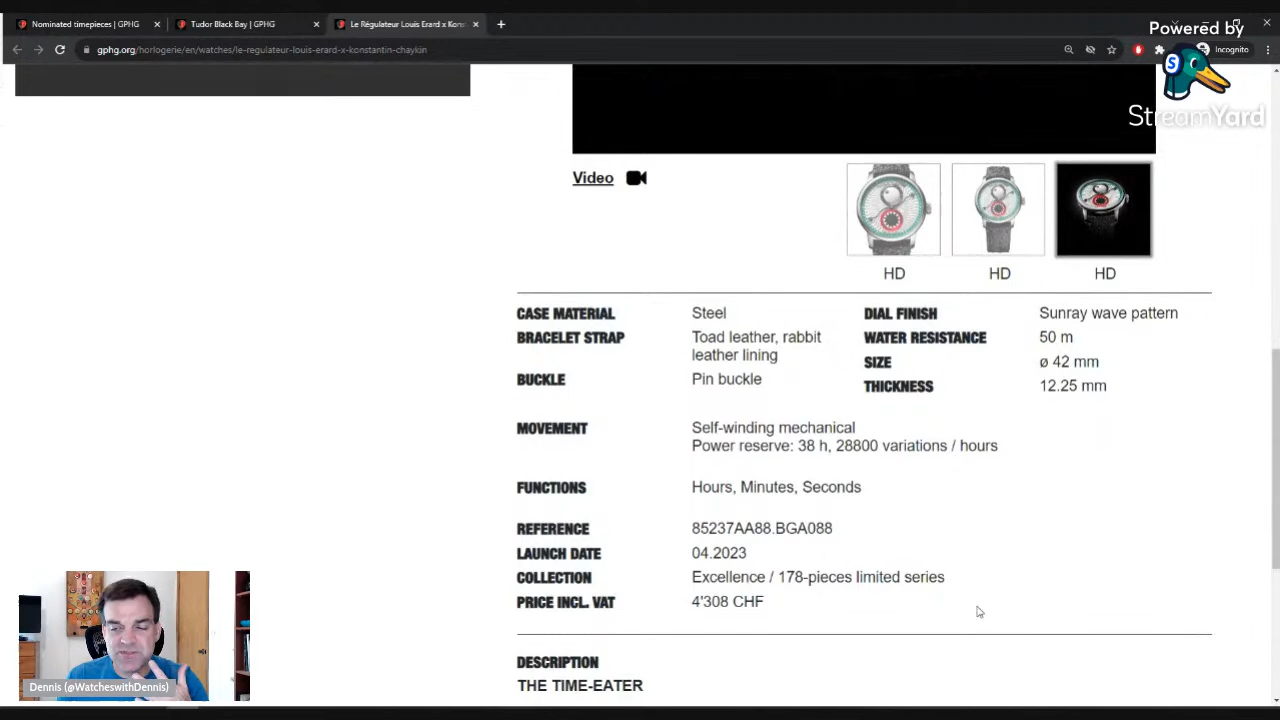 Nominated timepieces | GPHG
Tudor Black Bay | GPHG
Le Régulateur Louis Erard x Kons
gphg.org/horlogerie/en/watches/le-regulateur-louis-erard-x-konstantin-chaykin
Incognito
Powered by
S
StreamYard
Video
HD
HD
HD
CASE MATERIAL Steel
DIAL FINISH Sunray wave pattern
BRACELET STRAP Toad leather, rabbit
leather lining
WATER RESISTANCE 50 m
SIZE ø 42 mm
BUCKLE Pin buckle
THICKNESS 12.25 mm
MOVEMENT Self-winding mechanical
Power reserve: 38 h, 28800 variations / hours
FUNCTIONS Hours, Minutes, Seconds
REFERENCE 85237AA88.BGA088
LAUNCH DATE 04.2023
COLLECTION Excellence / 178-pieces limited series
PRICE INCL. VAT 4'308 CHF
DESCRIPTION
THE TIME-EATER
Dennis (@WatcheswithDennis)